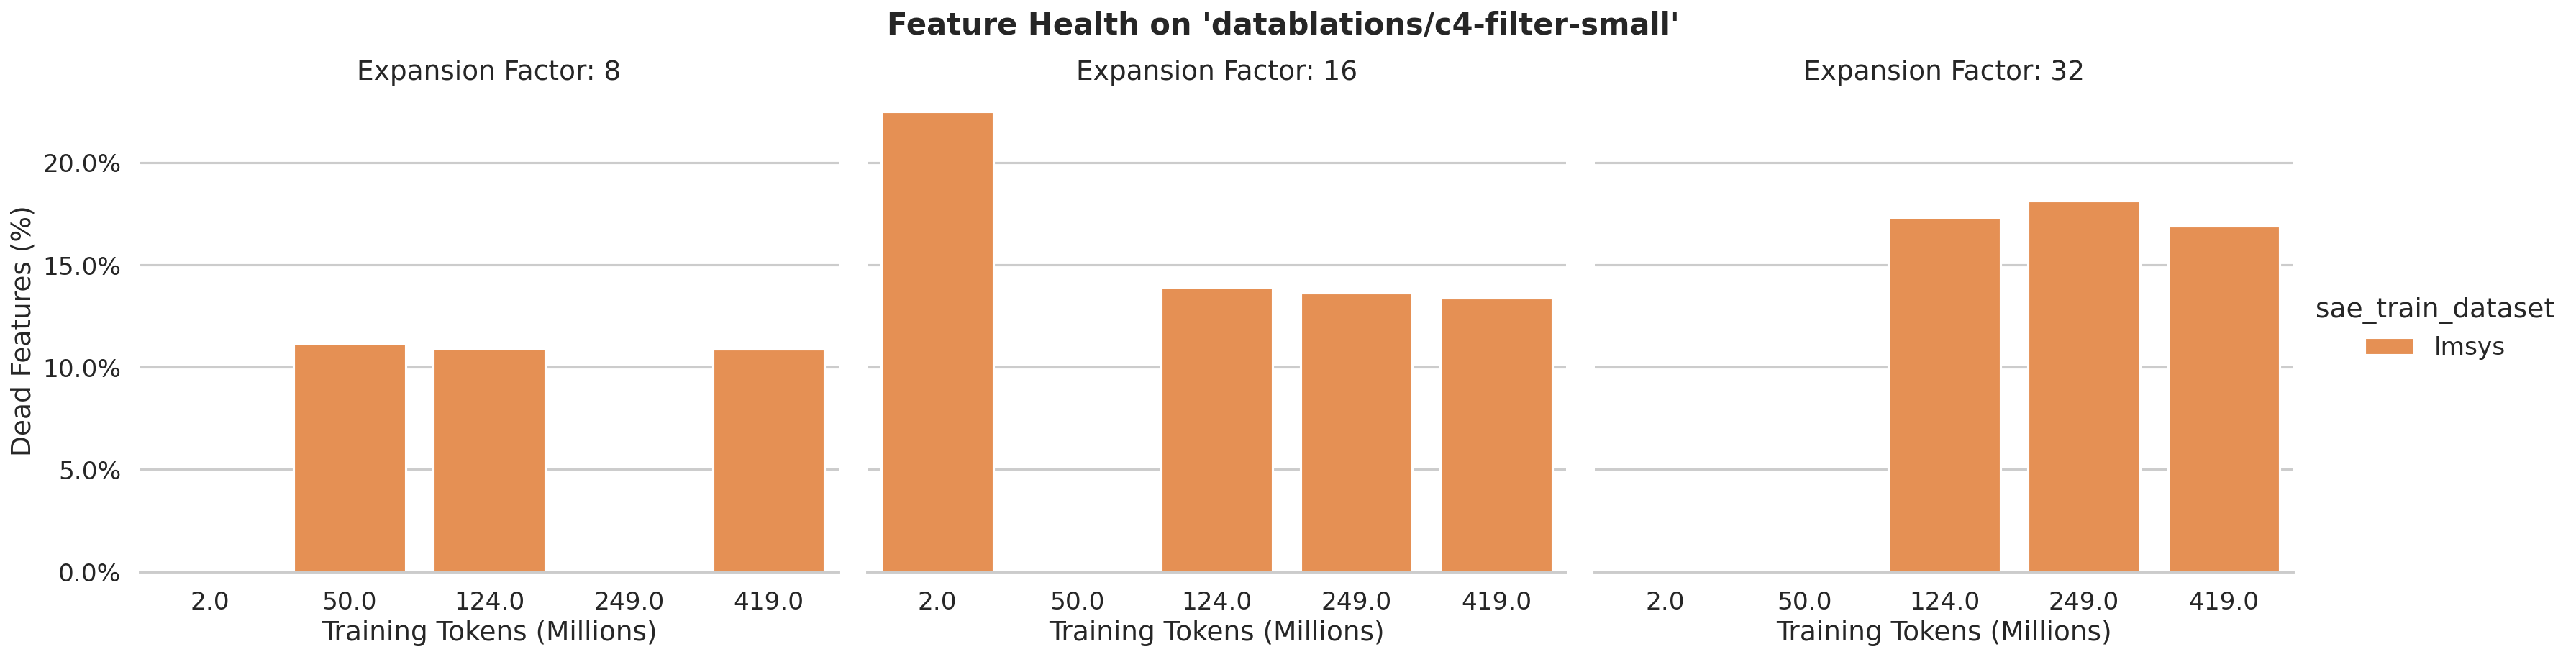 Feature Health on 'datablations/c4-filter-small'
Expansion Factor: 8
Expansion Factor: 16
Expansion Factor: 32
Dead Features (%)
20.0%
15.0%
10.0%
5.0%
0.0%
2.0 50.0 124.0 249.0 419.0
Training Tokens (Millions)
2.0 50.0 124.0 249.0 419.0
Training Tokens (Millions)
2.0 50.0 124.0 249.0 419.0
Training Tokens (Millions)
sae_train_dataset
lmsys